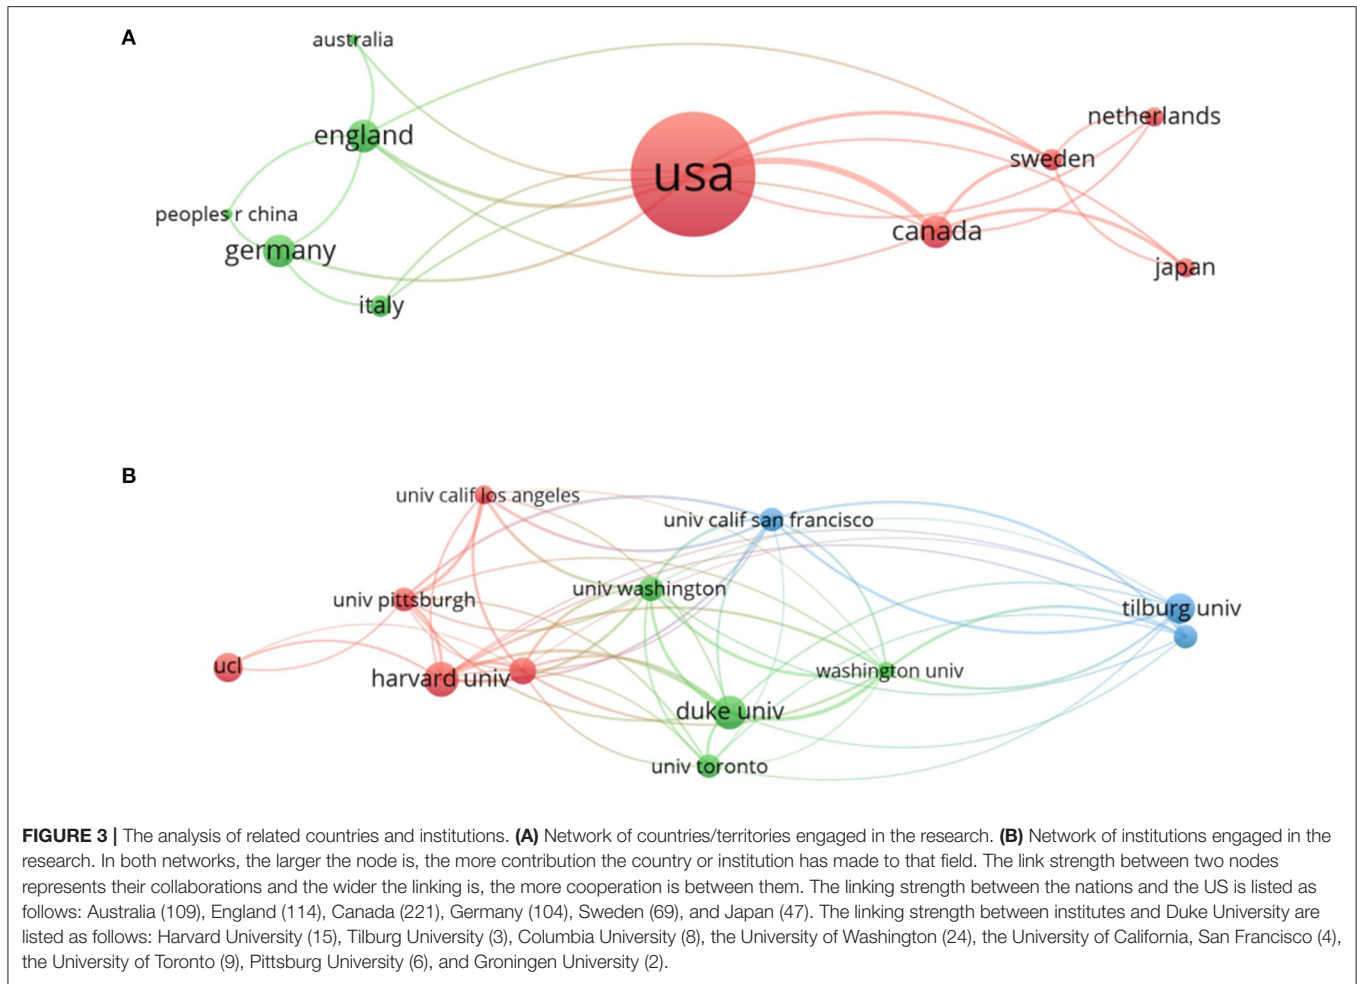 A
australia
england
netherlands
sweden
usa
peoples r china
canada
germany
japan
italy
B
univ calif los angeles
univ calif san francisco
univ washington
univ pittsburgh
tilburg univ
ucl
harvard univ
washington univ
duke univ
univ toronto
FIGURE 3 | The analysis of related countries and institutions. (A) Network of countries/territories engaged in the research. (B) Network of institutions engaged in the
research. In both networks, the larger the node is, the more contribution the country or institution has made to that field. The link strength between two nodes
represents their collaborations and the wider the linking is, the more cooperation is between them. The linking strength between the nations and the US is listed as
follows: Australia (109), England (114), Canada (221), Germany (104), Sweden (69), and Japan (47). The linking strength between institutes and Duke University are
listed as follows: Harvard University (15), Tilburg University (3), Columbia University (8), the University of Washington (24), the University of California, San Francisco (4),
the University of Toronto (9), Pittsburg University (6), and Groningen University (2).